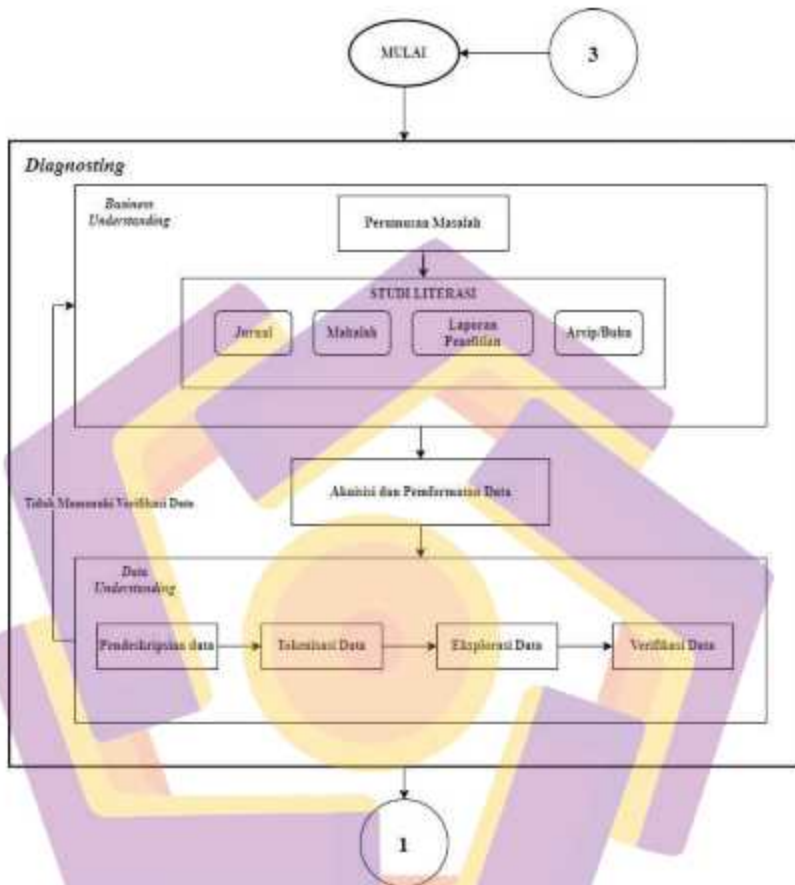 MULAI
3
Diagnosting
Business
Understanding
Perumusan Masalah
STUDI LITERASI
Jurnal
Makalah
Laporan
Penelitian
Arsip/Buku
Akuisisi dan Pemformatan Data
Tidak Memenuhi Verifikasi Data
Data
Understanding
Pendeskripsian data
Tokenisasi Data
Eksplorasi Data
Verifikasi Data
1